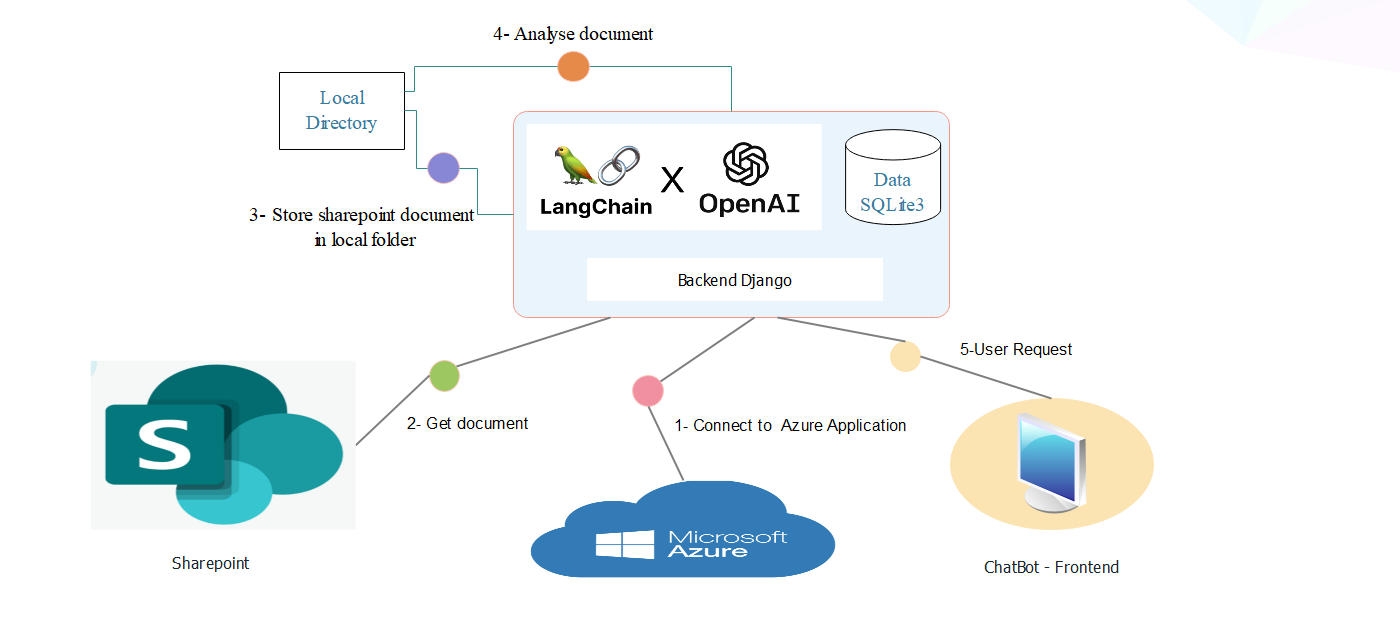 4- Analyse document
Local
Directory
LangChain
X
OpenAI
Data
SQLite3
3- Store sharepoint document
in local folder
Backend Django
5-User Request
2- Get document
1- Connect to  Azure Application
S
Microsoft
Azure
Sharepoint
ChatBot - Frontend